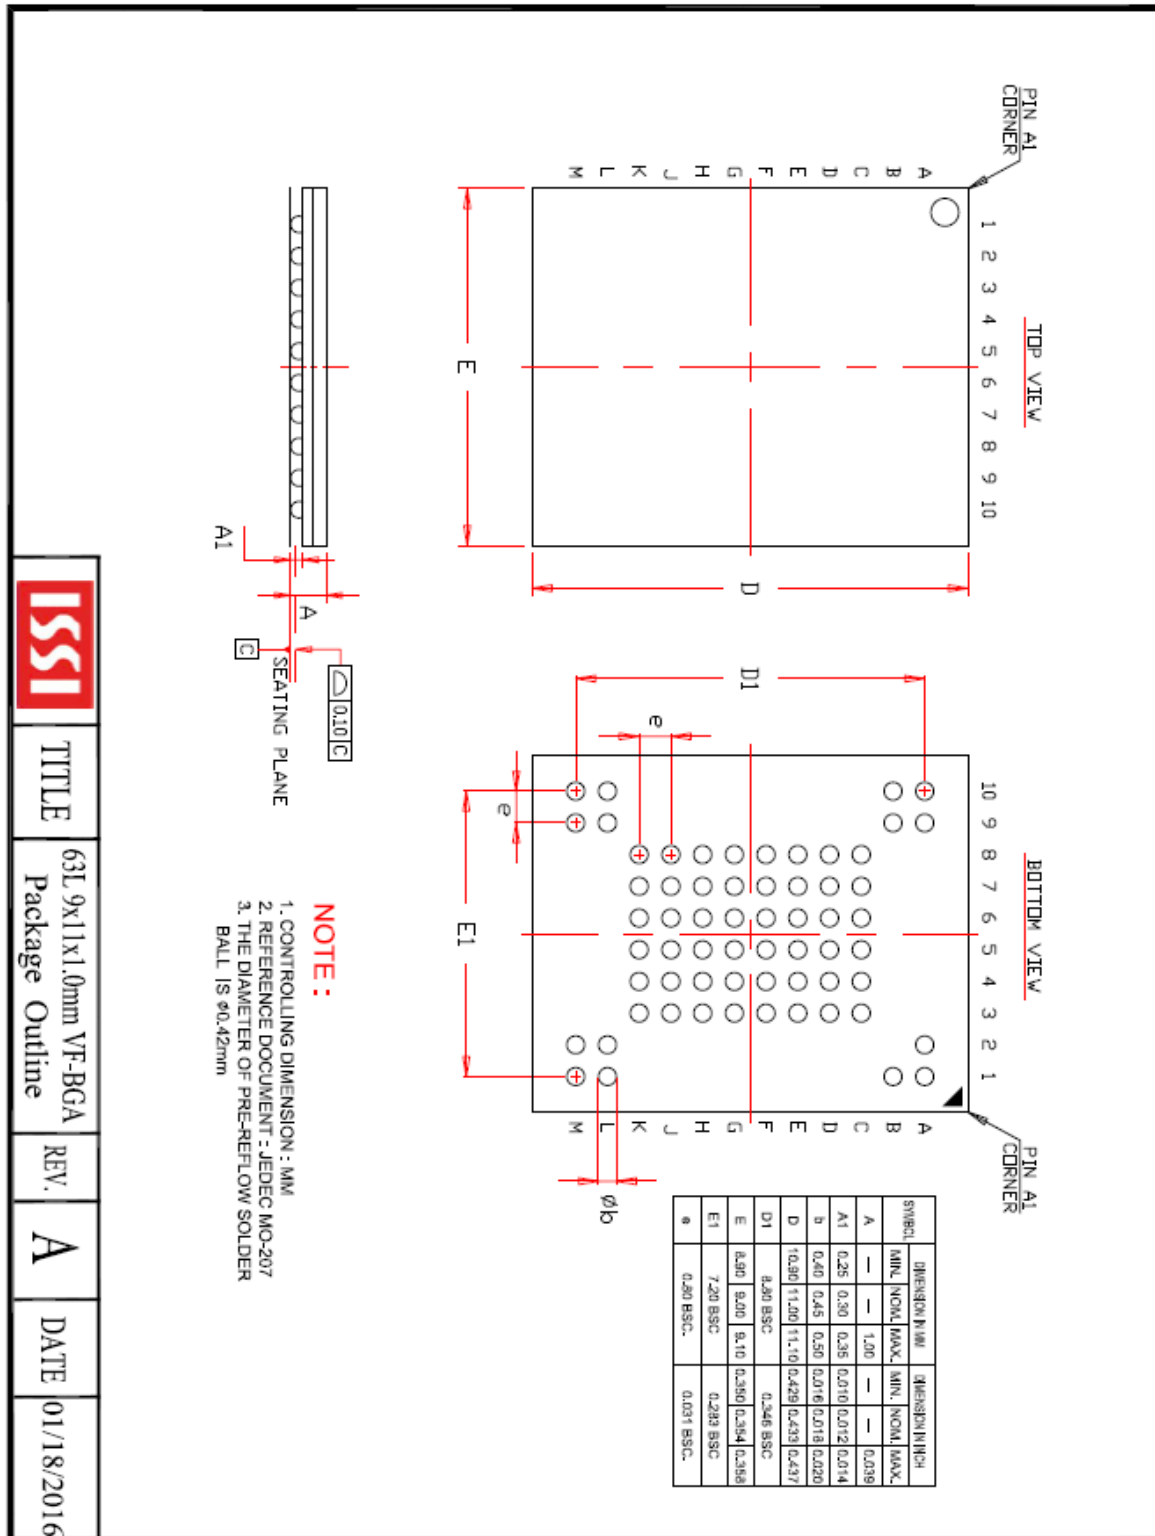 TOP VIEW
PIN A1
CORNER
1 2 3 4 5 6 7 8 9 10
A
B
C
D
E
F
G
H
J
K
L
M
D
E
BOTTOM VIEW
PIN A1
CORNER
10 9 8 7 6 5 4 3 2 1
A
B
C
D
E
F
G
H
J
K
L
M
D1
e
e
E1
Øb
A1
A
0.10 C
C
SEATING PLANE
SYMBOL DIMENSION IN MM DIMENSION IN INCH
MIN. NOM. MAX. MIN. NOM. MAX.
A — — 1.00 — — 0.039
A1 0.25 0.30 0.35 0.010 0.012 0.014
b 0.40 0.45 0.50 0.016 0.018 0.020
D 10.90 11.00 11.10 0.429 0.433 0.437
D1 8.80 BSC 0.346 BSC
E 8.90 9.00 9.10 0.350 0.354 0.358
E1 7.20 BSC 0.283 BSC
e 0.80 BSC. 0.031 BSC.
NOTE :
1. CONTROLLING DIMENSION : MM
2. REFERENCE DOCUMENT : JEDEC MO-207
3. THE DIAMETER OF PRE-REFLOW SOLDER
BALL IS Ø0.42mm
ISSI
TITLE
63L 9x11x1.0mm VF-BGA
Package Outline
REV.
A
DATE
01/18/2016